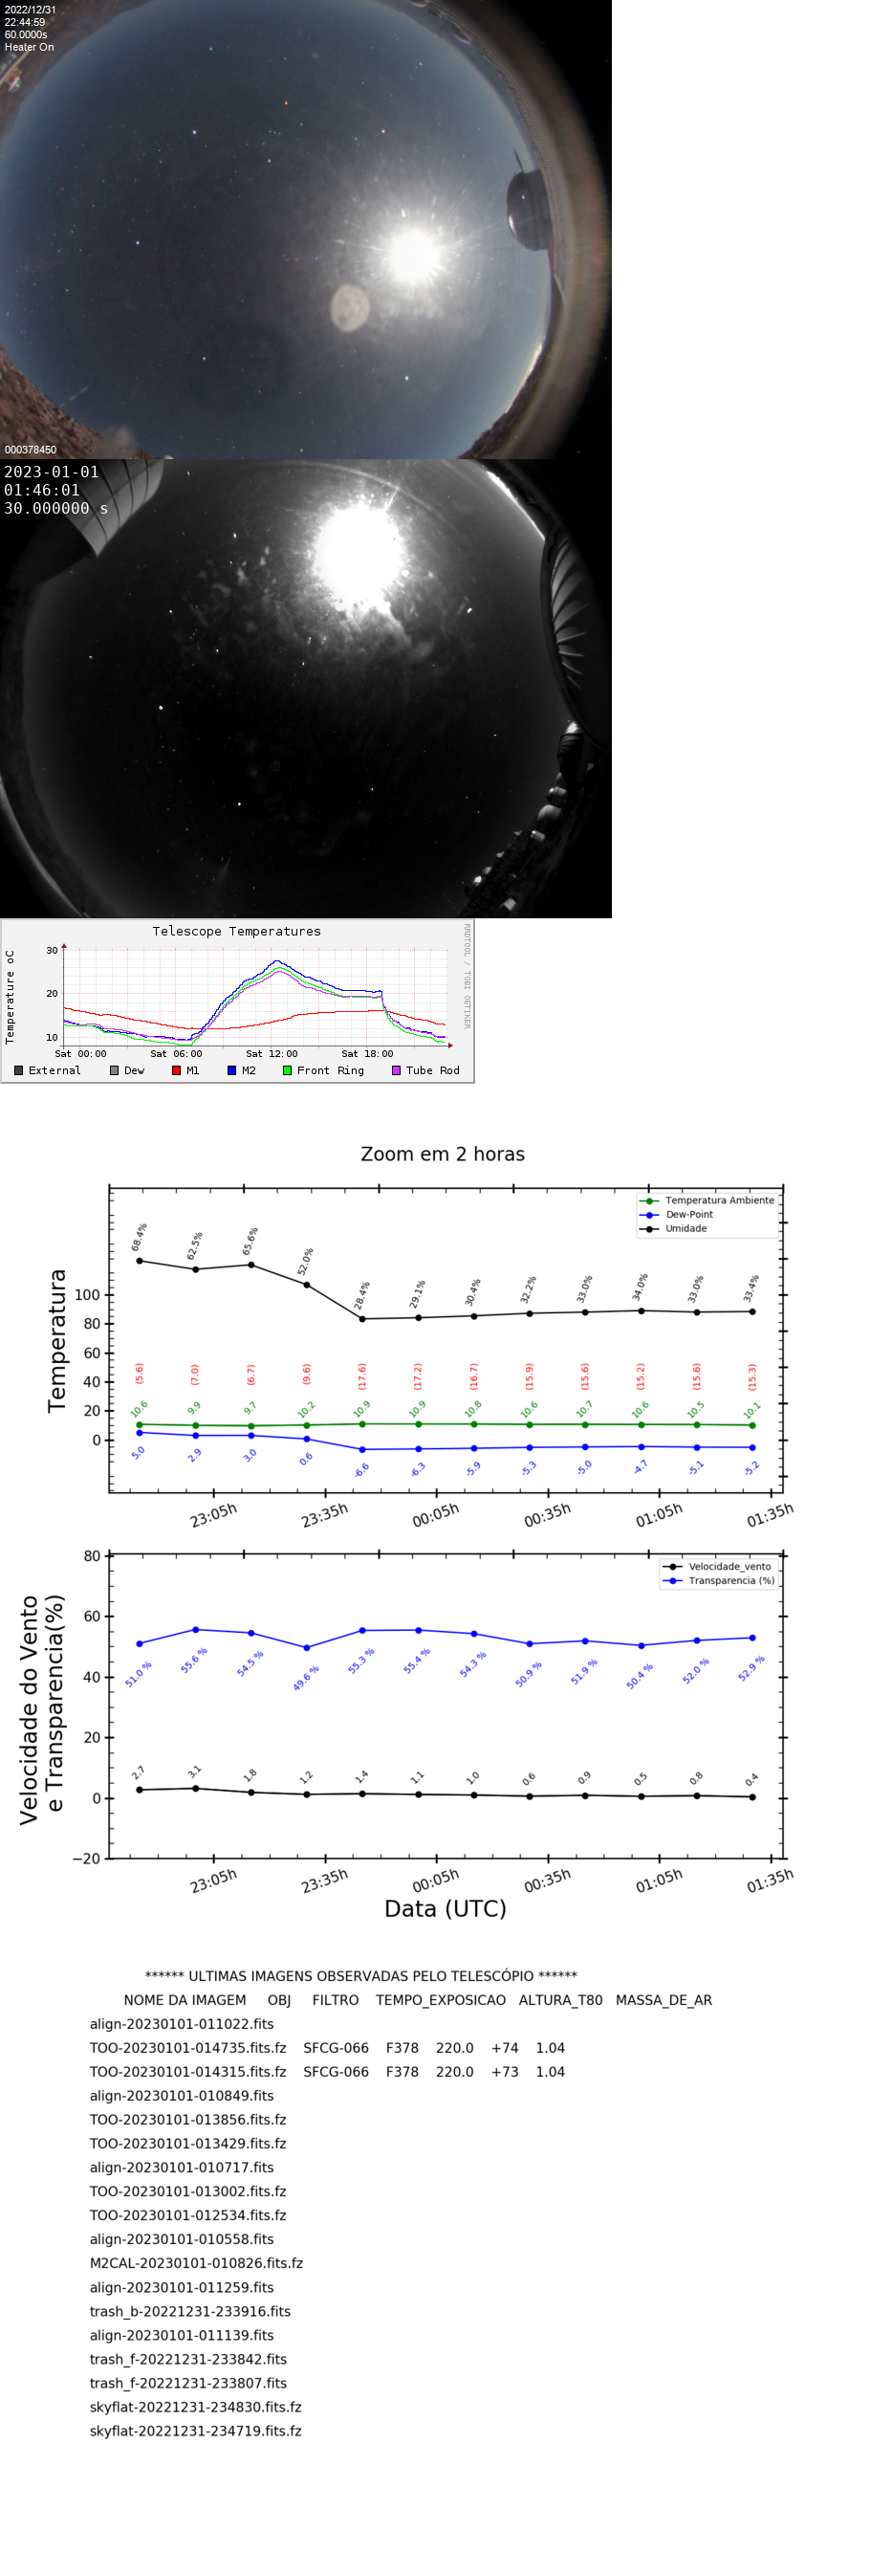 2022/12/31
22:44:59
60.0000s
Heater On
000378450
2023-01-01
01:46:01
30.000000 s
Telescope Temperatures
RRDTOOL / TOBI OETIKER
Temperature oC
30
20
10
Sat 00:00 Sat 06:00 Sat 12:00 Sat 18:00
External Dew M1 M2 Front Ring Tube Rod
Zoom em 2 horas
Temperatura Ambiente
Dew-Point
Umidade
Temperatura
100
80
60
40
20
0
68.4% 62.5% 65.6% 52.0% 28.4% 29.1% 30.4% 32.2% 33.0% 34.0% 33.0% 33.4%
(5.6) (7.0) (6.7) (9.6) (17.6) (17.2) (16.7) (15.9) (15.6) (15.2) (15.6) (15.3)
10.6 9.9 9.7 10.2 10.9 10.9 10.8 10.6 10.7 10.6 10.5 10.1
5.0 2.9 3.0 0.6 -6.6 -6.3 -5.9 -5.3 -5.0 -4.7 -5.1 -5.2
23:05h 23:35h 00:05h 00:35h 01:05h 01:35h
Velocidade_vento
Transparencia (%)
Velocidade do Vento
e Transparencia(%)
80
60
40
20
0
−20
51.0 % 55.6 % 54.5 % 49.6 % 55.3 % 55.4 % 54.3 % 50.9 % 51.9 % 50.4 % 52.0 % 52.9 %
2.7 3.1 1.8 1.2 1.4 1.1 1.0 0.6 0.9 0.5 0.8 0.4
23:05h 23:35h 00:05h 00:35h 01:05h 01:35h
Data (UTC)
****** ULTIMAS IMAGENS OBSERVADAS PELO TELESCÓPIO ******
NOME DA IMAGEM OBJ FILTRO TEMPO_EXPOSICAO ALTURA_T80 MASSA_DE_AR
align-20230101-011022.fits
TOO-20230101-014735.fits.fz SFCG-066 F378 220.0 +74 1.04
TOO-20230101-014315.fits.fz SFCG-066 F378 220.0 +73 1.04
align-20230101-010849.fits
TOO-20230101-013856.fits.fz
TOO-20230101-013429.fits.fz
align-20230101-010717.fits
TOO-20230101-013002.fits.fz
TOO-20230101-012534.fits.fz
align-20230101-010558.fits
M2CAL-20230101-010826.fits.fz
align-20230101-011259.fits
trash_b-20221231-233916.fits
align-20230101-011139.fits
trash_f-20221231-233842.fits
trash_f-20221231-233807.fits
skyflat-20221231-234830.fits.fz
skyflat-20221231-234719.fits.fz